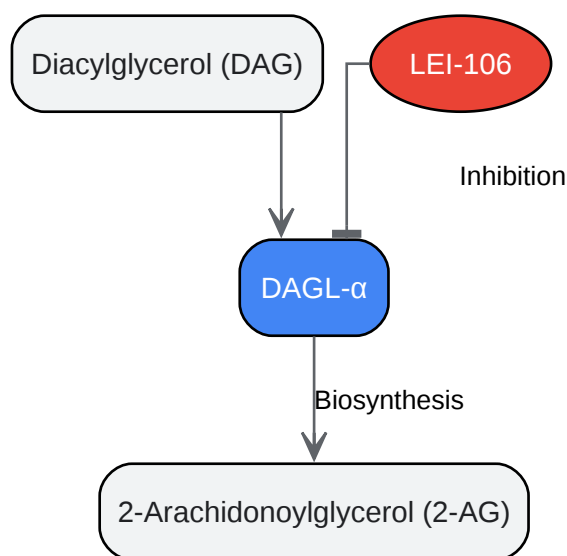 Diacylglycerol (DAG)
LEI-106
Inhibition
DAGL-α
Biosynthesis
2-Arachidonoylglycerol (2-AG)